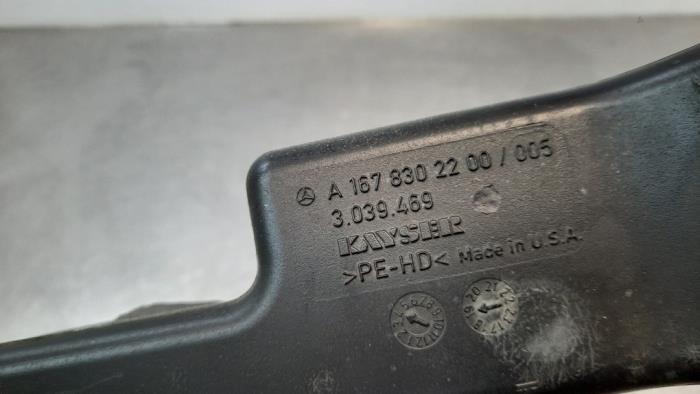 A 167 830 22 00 / 005
3.039.469
KAYSER
>PE-HD< Made in U.S.A.